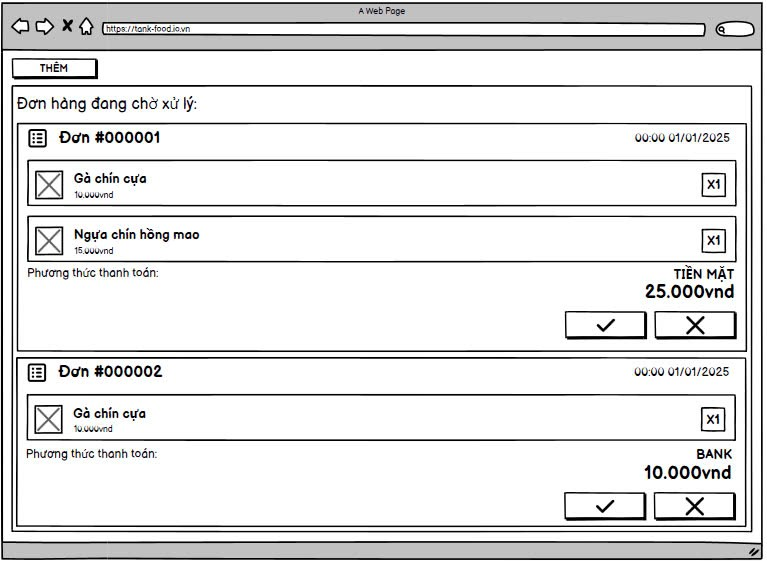 A Web Page
https://tank-food.io.vn
THÊM
Đơn hàng đang chờ xử lý:
Đơn #000001 00:00 01/01/2025
Gà chín cựa
10.000vnd
X1
Ngựa chín hồng mao
15.000vnd
X1
Phương thức thanh toán: TIỀN MẶT
25.000vnd
Đơn #000002 00:00 01/01/2025
Gà chín cựa
10.000vnd
X1
Phương thức thanh toán: BANK
10.000vnd